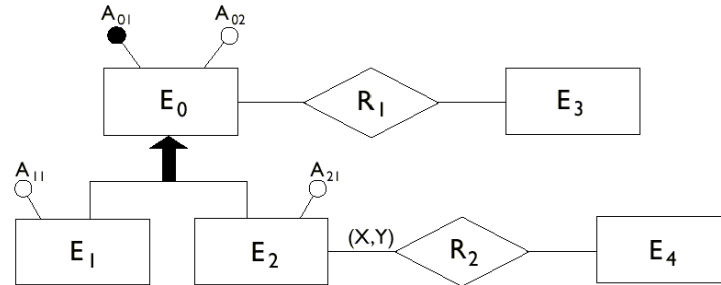 A₀₁ A₀₂
E₀ R₁ E₃
A₁₁ A₂₁
E₁ E₂ (X,Y) R₂ E₄